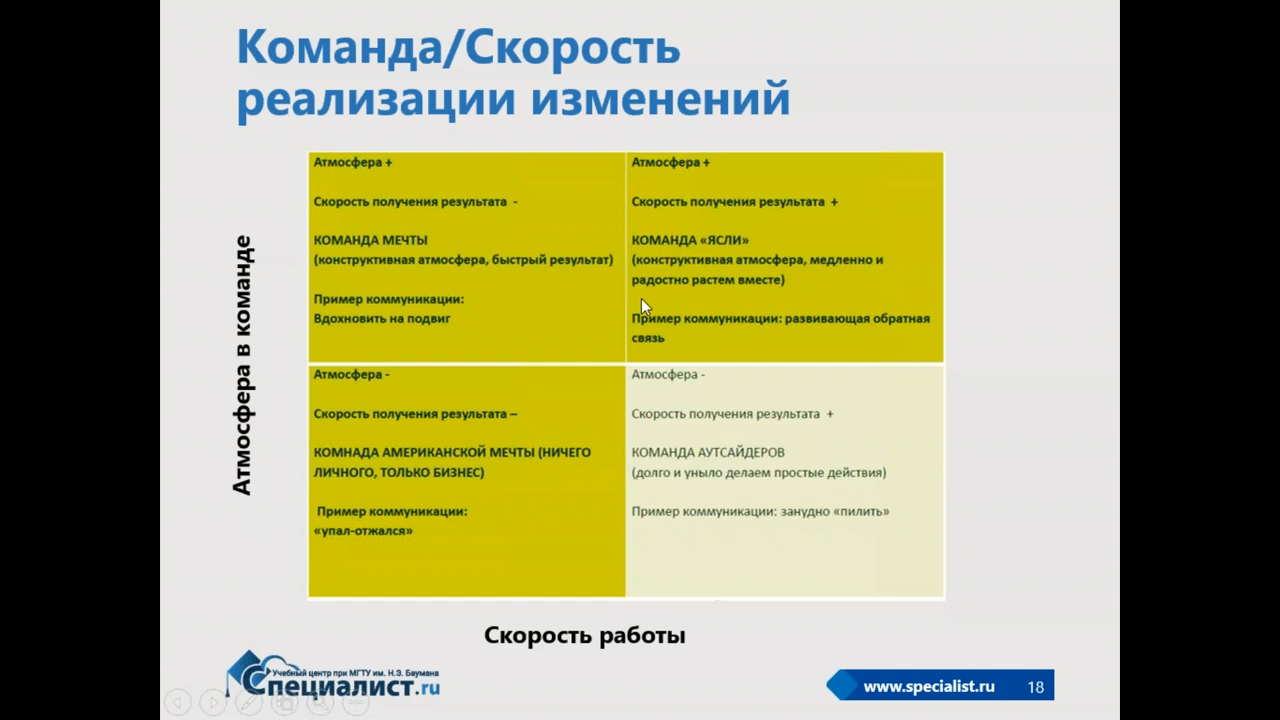 Команда/Скорость
реализации изменений
Атмосфера в команде
Атмосфера +
Скорость получения результата -
КОМАНДА МЕЧТЫ
(конструктивная атмосфера, быстрый результат)
Пример коммуникации:
Вдохновить на подвиг
Атмосфера +
Скорость получения результата +
КОМАНДА «ЯСЛИ»
(конструктивная атмосфера, медленно и
радостно растем вместе)
Пример коммуникации: развивающая обратная
связь
Атмосфера -
Скорость получения результата –
КОМНАДА АМЕРИКАНСКОЙ МЕЧТЫ (НИЧЕГО
ЛИЧНОГО, ТОЛЬКО БИЗНЕС)
Пример коммуникации:
«упал-отжался»
Атмосфера -
Скорость получения результата +
КОМАНДА АУТСАЙДЕРОВ
(долго и уныло делаем простые действия)
Пример коммуникации: занудно «пилить»
Скорость работы
Учебный центр при МГТУ им. Н.Э. Баумана
Специалист.ru
www.specialist.ru
18